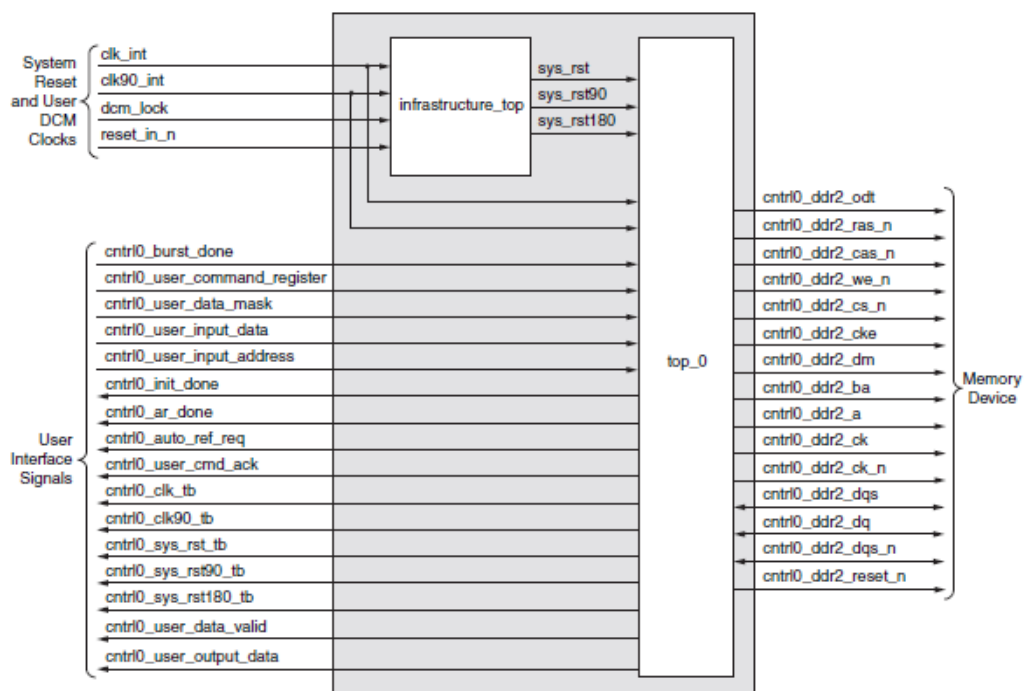 System
Reset
and User
DCM
Clocks
clk_int
clk90_int
dcm_lock
reset_in_n
infrastructure_top
sys_rst
sys_rst90
sys_rst180
top_0
User
Interface
Signals
cntrl0_burst_done
cntrl0_user_command_register
cntrl0_user_data_mask
cntrl0_user_input_data
cntrl0_user_input_address
cntrl0_init_done
cntrl0_ar_done
cntrl0_auto_ref_req
cntrl0_user_cmd_ack
cntrl0_clk_tb
cntrl0_clk90_tb
cntrl0_sys_rst_tb
cntrl0_sys_rst90_tb
cntrl0_sys_rst180_tb
cntrl0_user_data_valid
cntrl0_user_output_data
cntrl0_ddr2_odt
cntrl0_ddr2_ras_n
cntrl0_ddr2_cas_n
cntrl0_ddr2_we_n
cntrl0_ddr2_cs_n
cntrl0_ddr2_cke
cntrl0_ddr2_dm
cntrl0_ddr2_ba
cntrl0_ddr2_a
cntrl0_ddr2_ck
cntrl0_ddr2_ck_n
cntrl0_ddr2_dqs
cntrl0_ddr2_dq
cntrl0_ddr2_dqs_n
cntrl0_ddr2_reset_n
Memory
Device